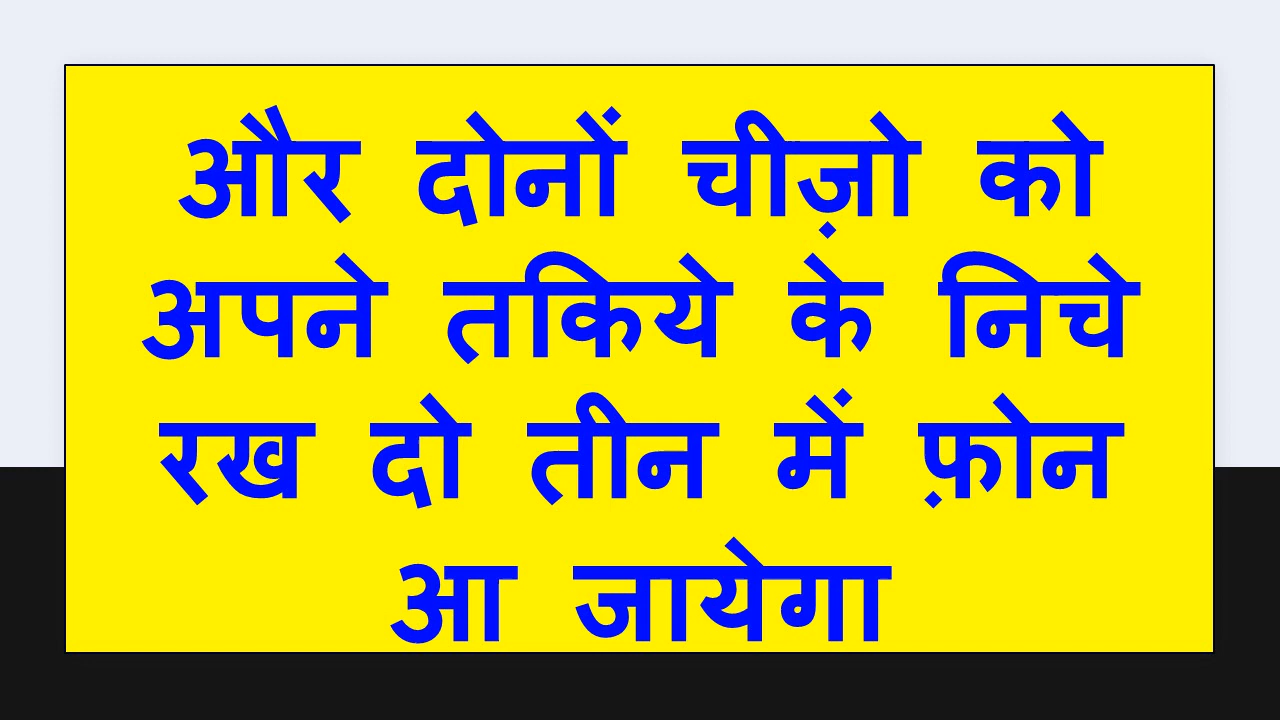 और दोनों चीज़ो को
अपने तकिये के निचे
रख दो तीन में फ़ोन
आ जायेगा